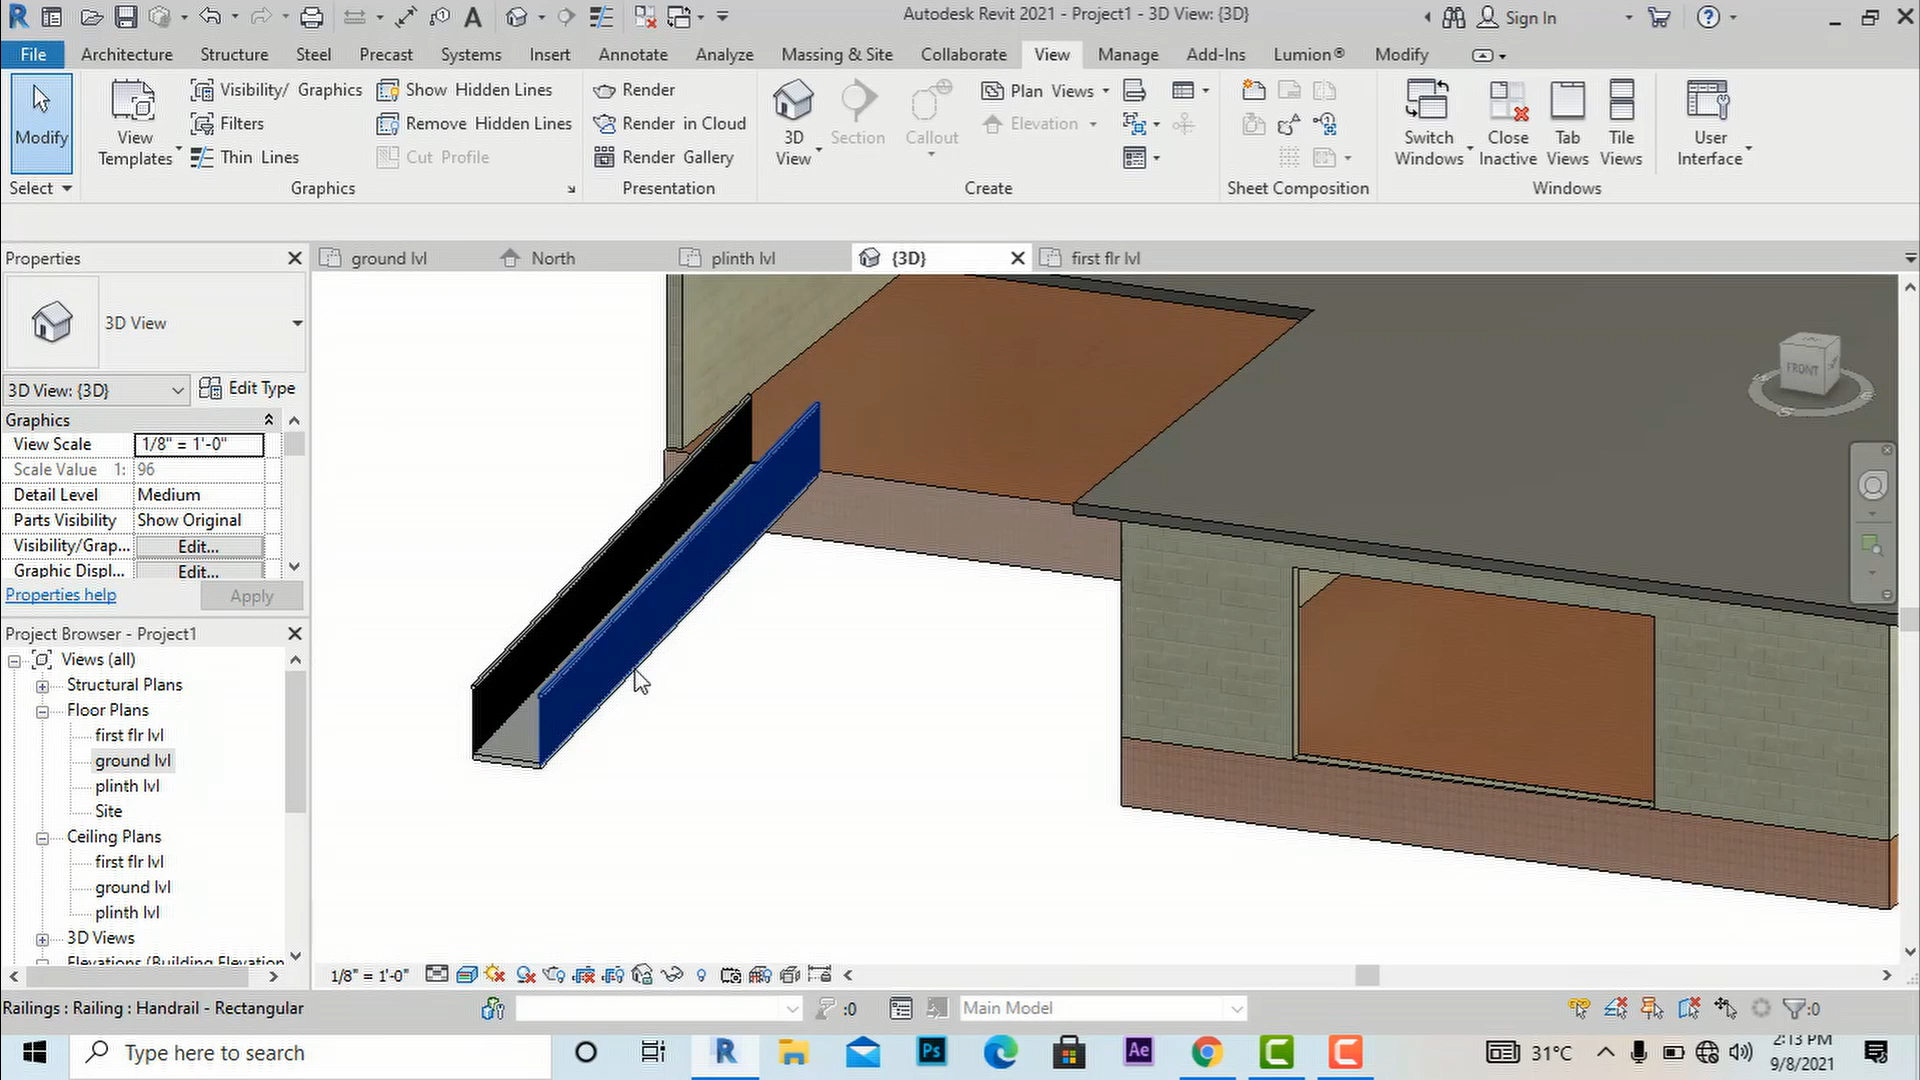 Autodesk Revit 2021 - Project1 - 3D View: {3D}
Sign In
File Architecture Structure Steel Precast Systems Insert Annotate Analyze Massing & Site Collaborate View Manage Add-Ins Lumion® Modify
Modify
View Templates
Visibility/ Graphics
Filters
Thin Lines
Show Hidden Lines
Remove Hidden Lines
Cut Profile
Render
Render in Cloud
Render Gallery
3D View
Section
Callout
Plan Views
Elevation
Switch Windows
Close Inactive
Tab Views
Tile Views
User Interface
Select Graphics Presentation Create Sheet Composition Windows
Properties
ground lvl North plinth lvl {3D} first flr lvl
3D View
3D View: {3D} Edit Type
Graphics
View Scale 1/8" = 1'-0"
Scale Value 1: 96
Detail Level Medium
Parts Visibility Show Original
Visibility/Grap... Edit...
Graphic Displ... Edit...
Properties help Apply
FRONT
Project Browser - Project1
Views (all)
Structural Plans
Floor Plans
first flr lvl
ground lvl
plinth lvl
Site
Ceiling Plans
first flr lvl
ground lvl
plinth lvl
3D Views
Elevations (Building Elevation
1/8" = 1'-0"
Railings : Railing : Handrail - Rectangular
:0
Main Model
:0
Type here to search
Ps
Ae
31°C
2:13 PM
9/8/2021